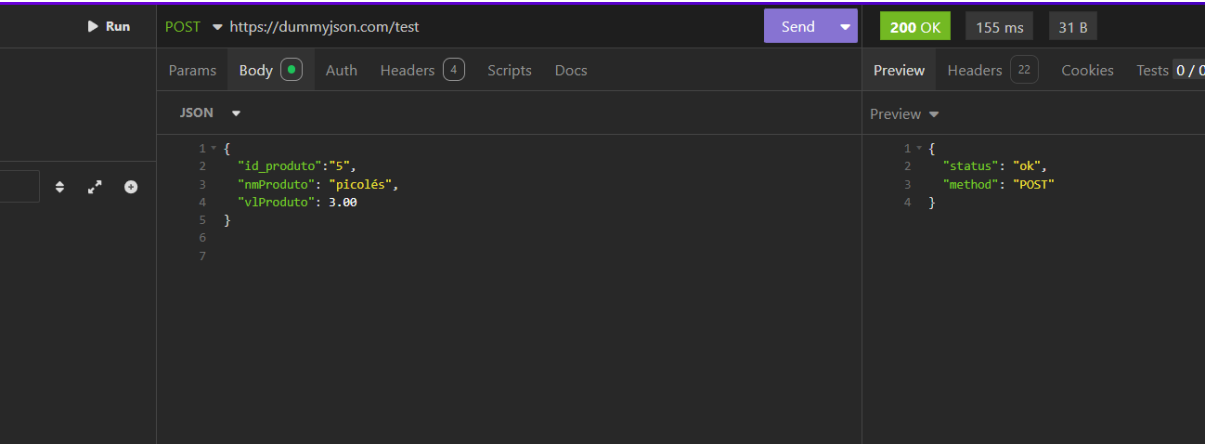 Run
POST https://dummyjson.com/test
Send
200 OK 155 ms 31 B
Params Body Auth Headers 4 Scripts Docs
Preview Headers 22 Cookies Tests 0 / 0
JSON
Preview
1 {
2 "id_produto":"5",
3 "nmProduto": "picolés",
4 "vlProduto": 3.00
5 }
6
7
1 {
2 "status": "ok",
3 "method": "POST"
4 }